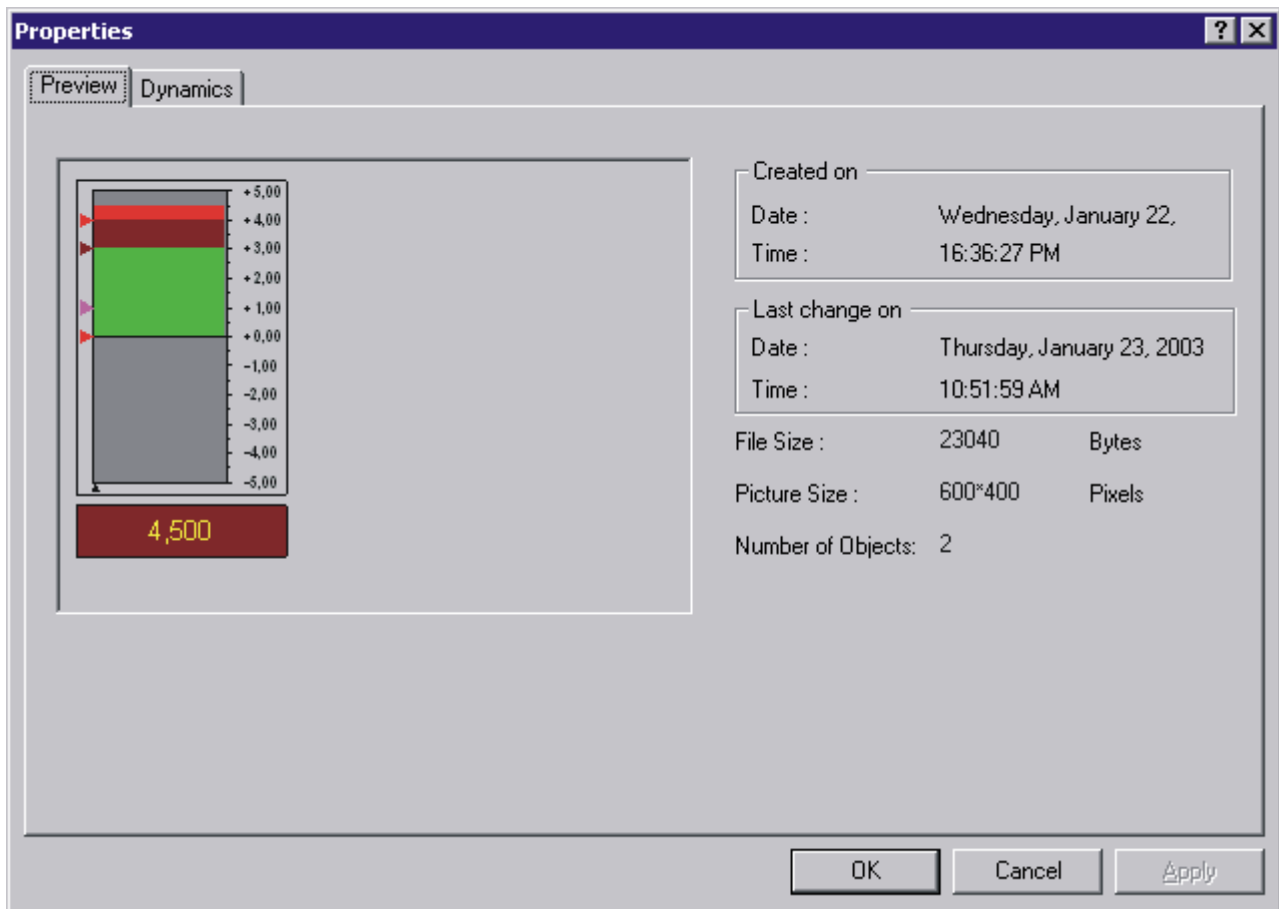 Properties
Preview
Dynamics
+5,00
+4,00
+3,00
+2,00
+1,00
+0,00
-1,00
-2,00
-3,00
-4,00
-5,00
4,500
Created on
Date : Wednesday, January 22,
Time : 16:36:27 PM
Last change on
Date : Thursday, January 23, 2003
Time : 10:51:59 AM
File Size : 23040 Bytes
Picture Size : 600*400 Pixels
Number of Objects: 2
OK
Cancel
Apply